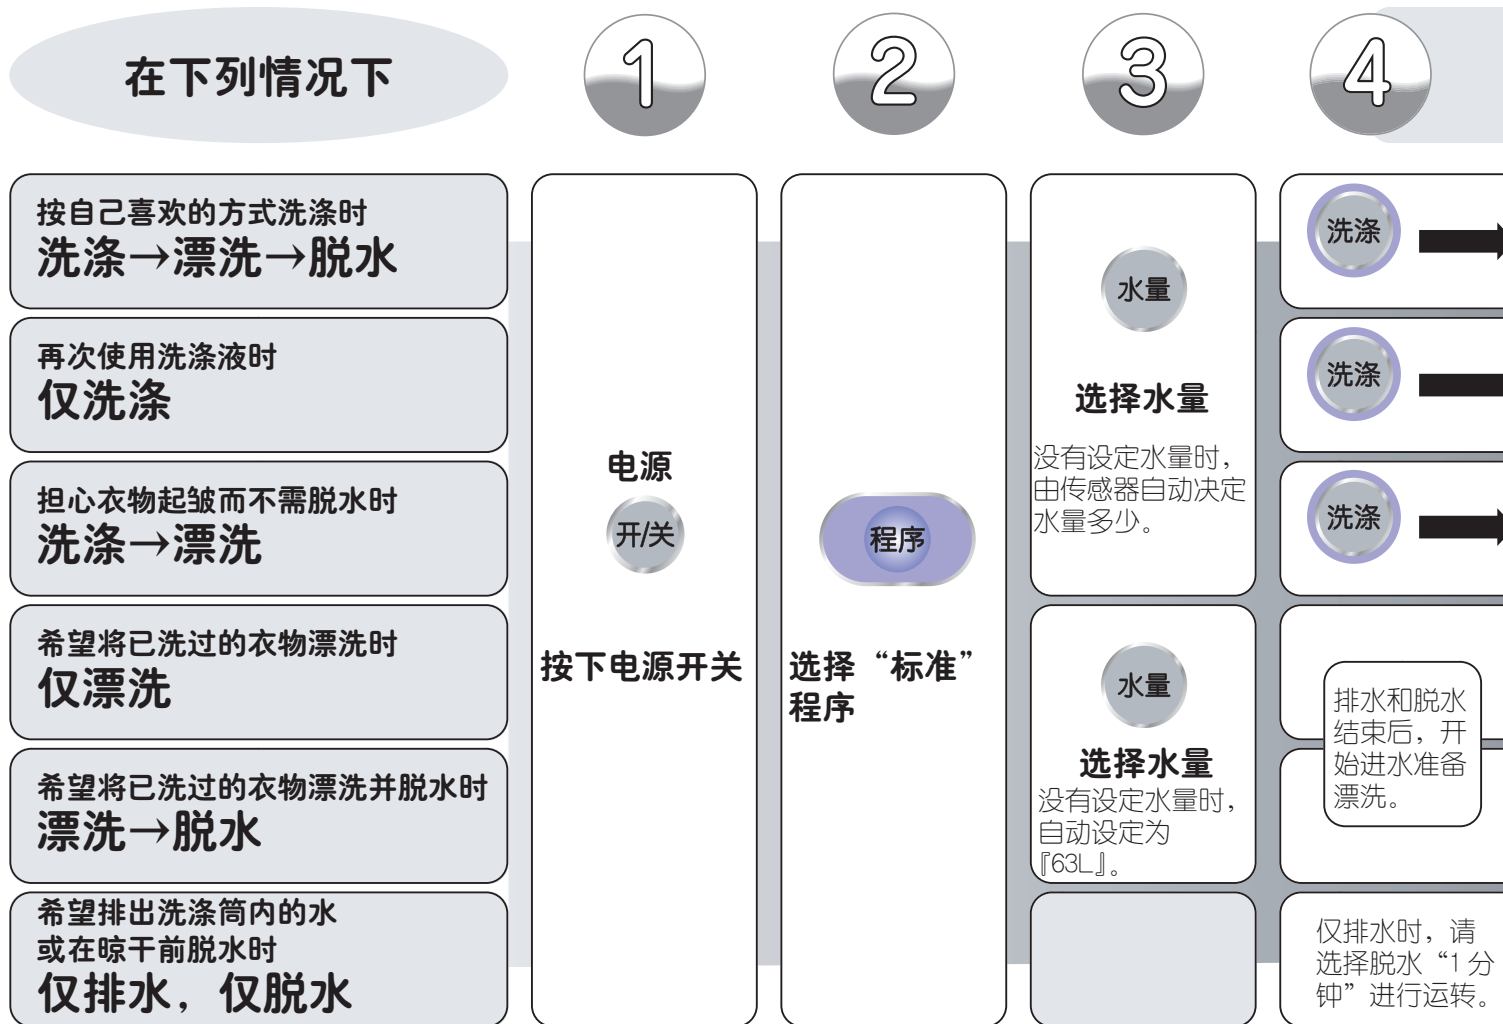 在下列情况下
1
2
3
4
按自己喜欢的方式洗涤时
洗涤→漂洗→脱水
再次使用洗涤液时
仅洗涤
担心衣物起皱而不需脱水时
洗涤→漂洗
希望将已洗过的衣物漂洗时
仅漂洗
希望将已洗过的衣物漂洗并脱水时
漂洗→脱水
希望排出洗涤筒内的水
或在晾干前脱水时
仅排水，仅脱水
电源
开/关
按下电源开关
程序
选择“标准”
程序
水量
选择水量
没有设定水量时，
由传感器自动决定
水量多少。
水量
选择水量
没有设定水量时，
自动设定为
『63L』。
洗涤
洗涤
洗涤
排水和脱水
结束后，开
始进水准备
漂洗。
仅排水时，请
选择脱水“1分
钟”进行运转。